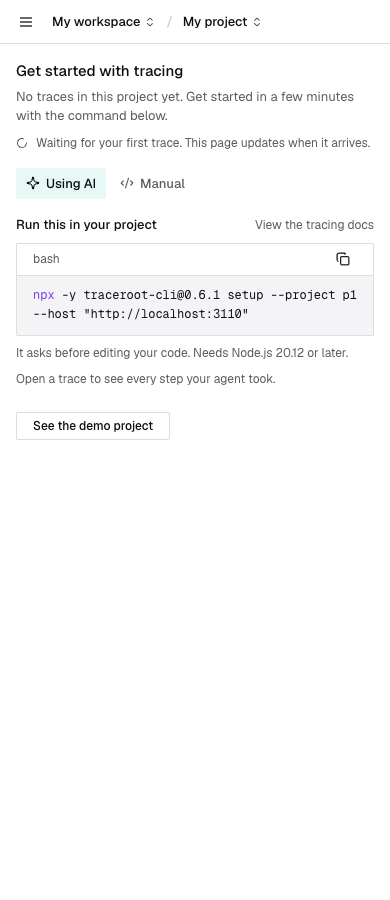 My workspace / My project
Get started with tracing
No traces in this project yet. Get started in a few minutes
with the command below.
Waiting for your first trace. This page updates when it arrives.
Using AI
Manual
Run this in your project
View the tracing docs
bash
npx -y traceroot-cli@0.6.1 setup --project p1
--host "http://localhost:3110"
It asks before editing your code. Needs Node.js 20.12 or later.
Open a trace to see every step your agent took.
See the demo project